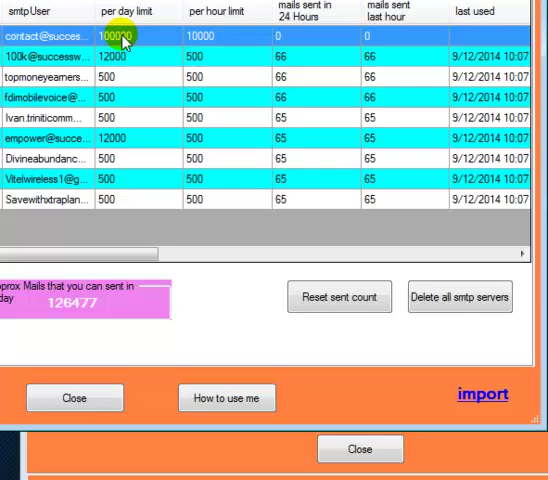 smtpUser per day limit per hour limit mails sent in 24 Hours mails sent last hour last used
contact@succes... 100000 10000 0 0
100k@successw... 12000 500 66 66 9/12/2014 10:07
topmoneyearners... 500 500 66 66 9/12/2014 10:07
fdimobilevoice@... 500 500 66 66 9/12/2014 10:07
Ivan.triniticomm... 500 500 65 65 9/12/2014 10:07
empower@succe... 12000 500 65 65 9/12/2014 10:07
Divineabundanc... 500 500 65 65 9/12/2014 10:07
Vitelwireless1@g... 500 500 65 65 9/12/2014 10:07
Savewithxtraplan... 500 500 65 65 9/12/2014 10:07
pprox Mails that you can sent in
day 126477
Reset sent count Delete all smtp servers
Close How to use me import
Close